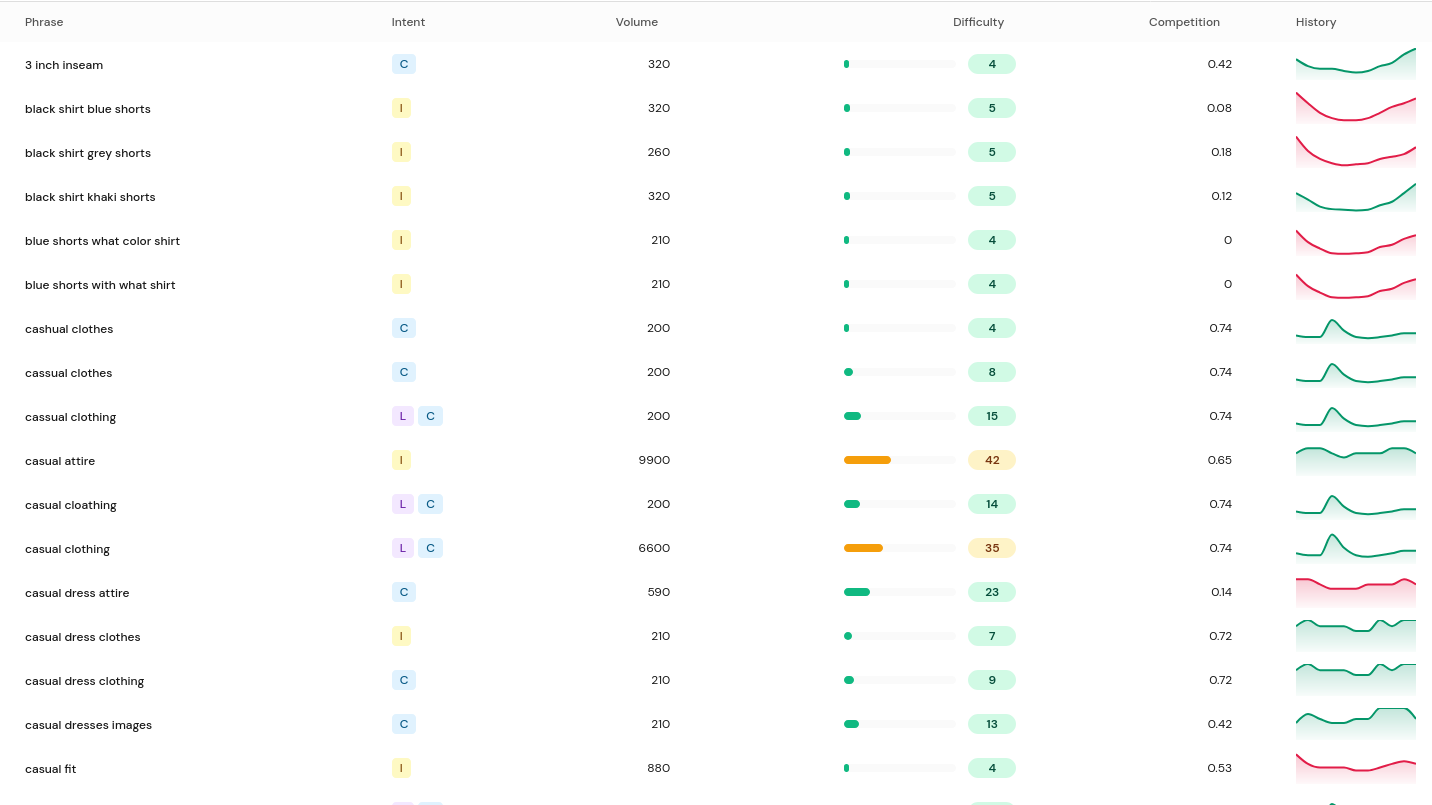 Phrase Intent Volume Difficulty Competition History
3 inch inseam C 320 4 0.42
black shirt blue shorts I 320 5 0.08
black shirt grey shorts I 260 5 0.18
black shirt khaki shorts I 320 5 0.12
blue shorts what color shirt I 210 4 0
blue shorts with what shirt I 210 4 0
cashual clothes C 200 4 0.74
cassual clothes C 200 8 0.74
cassual clothing L C 200 15 0.74
casual attire I 9900 42 0.65
casual cloathing L C 200 14 0.74
casual clothing L C 6600 35 0.74
casual dress attire C 590 23 0.14
casual dress clothes I 210 7 0.72
casual dress clothing C 210 9 0.72
casual dresses images C 210 13 0.42
casual fit I 880 4 0.53